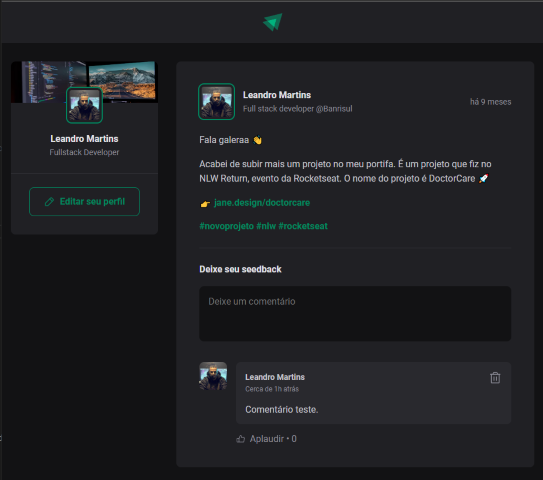 Leandro Martins
Fullstack Developer
Editar seu perfil
Leandro Martins
Full stack developer @Banrisul
há 9 meses
Fala galeraa 👋
Acabei de subir mais um projeto no meu portifa. É um projeto que fiz no
NLW Return, evento da Rocketseat. O nome do projeto é DoctorCare 🚀
👉 jane.design/doctorcare
#novoprojeto #nlw #rocketseat
Deixe seu seedback
Deixe um comentário
Leandro Martins
Cerca de 1h atrás
Comentário teste.
Aplaudir • 0